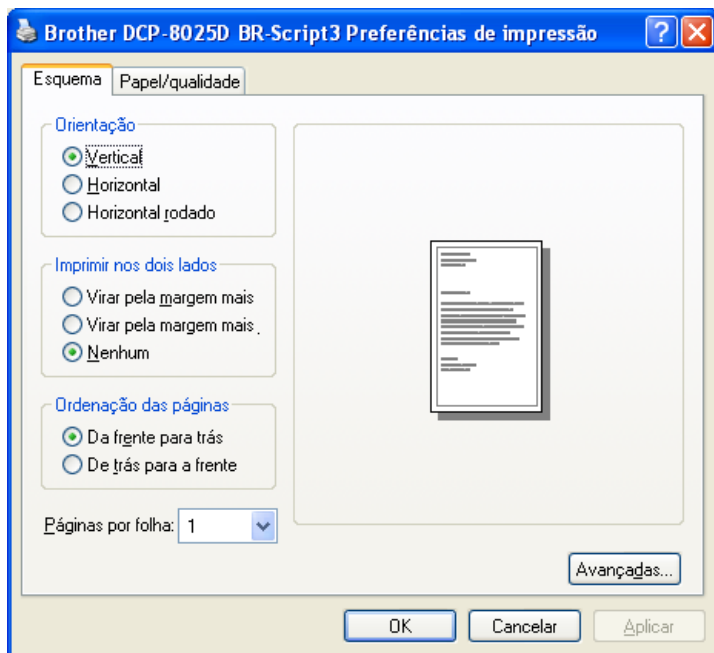 Brother DCP-8025D BR-Script3 Preferências de impressão
Esquema
Papel/qualidade
Orientação
Vertical
Horizontal
Horizontal rodado
Imprimir nos dois lados
Virar pela margem mais
Virar pela margem mais .
Nenhum
Ordenação das páginas
Da frente para trás
De trás para a frente
Páginas por folha: 1
Avançadas...
OK
Cancelar
Aplicar